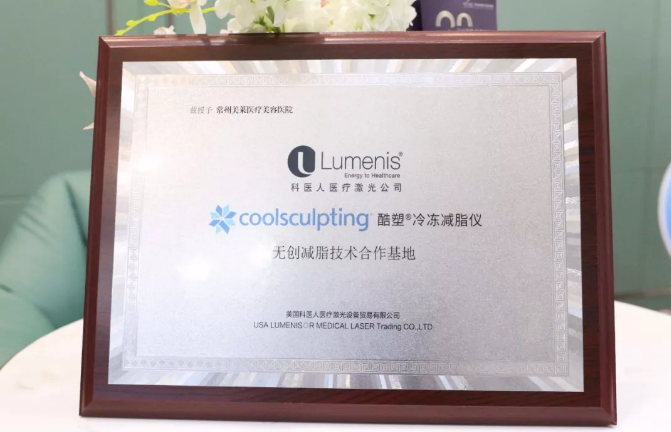 兹授予 常州美莱医疗美容医院
Lumenis®
Energy to Healthcare
科医人医疗激光公司
coolsculpting 酷塑®冷冻减脂仪
无创减脂技术合作基地
美国科医人医疗激光设备贸易有限公司
USA LUMENIS OR MEDICAL LASER Trading CO.,LTD